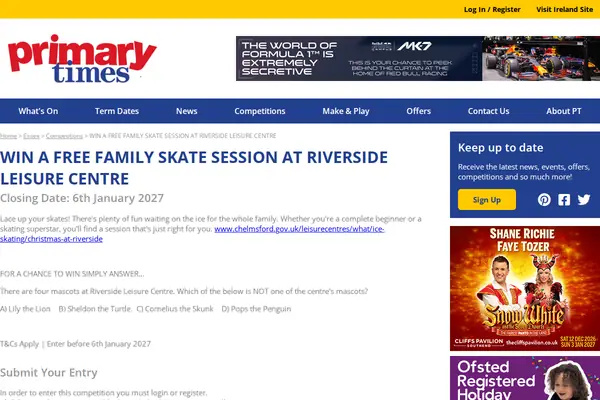 Log In / Register
Visit Ireland Site
primary
times
THE WORLD OF
FORMULA 1™ IS
EXTREMELY
SECRETIVE
MK-7
THIS IS YOUR CHANCE TO PEEK
BEHIND THE CURTAIN AT THE
HOME OF RED BULL RACING
What's On
Term Dates
News
Competitions
Make & Play
Offers
Contact Us
About PT
Home > Essex > Competitions > WIN A FREE FAMILY SKATE SESSION AT RIVERSIDE LEISURE CENTRE
WIN A FREE FAMILY SKATE SESSION AT RIVERSIDE
LEISURE CENTRE
Closing Date: 6th January 2027
Lace up your skates! There's plenty of fun waiting on the ice for the whole family. Whether you're a complete beginner or a
skating superstar, you'll find a session that's just right for you. www.chelmsford.gov.uk/leisurecentres/what/ice-
skating/christmas-at-riverside
FOR A CHANCE TO WIN SIMPLY ANSWER...
There are four mascots at Riverside Leisure Centre. Which of the below is NOT one of the centre's mascots?
A) Lily the Lion B) Sheldon the Turtle. C) Cornelius the Skunk D) Pops the Penguin
T&Cs Apply | Enter before 6th January 2027
Submit Your Entry
In order to enter this competition you must login or register.
Keep up to date
Receive the latest news, events, offers,
competitions and so much more!
Sign Up
SHANE RICHIE
FAYE TOZER
Snow White
CLIFFS PAVILION
SOUTHEND
SAT 12 DEC 2026
SUN 3 JAN 2027
thecliffspavilion.co.uk
Ofsted
Registered
Holiday